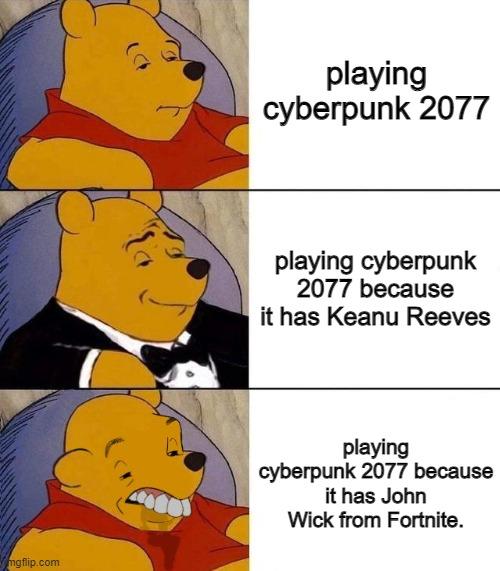 playing
cyberpunk 2077
playing cyberpunk
2077 because
it has Keanu Reeves
playing
cyberpunk 2077 because
it has John
Wick from Fortnite.
imgflip.com